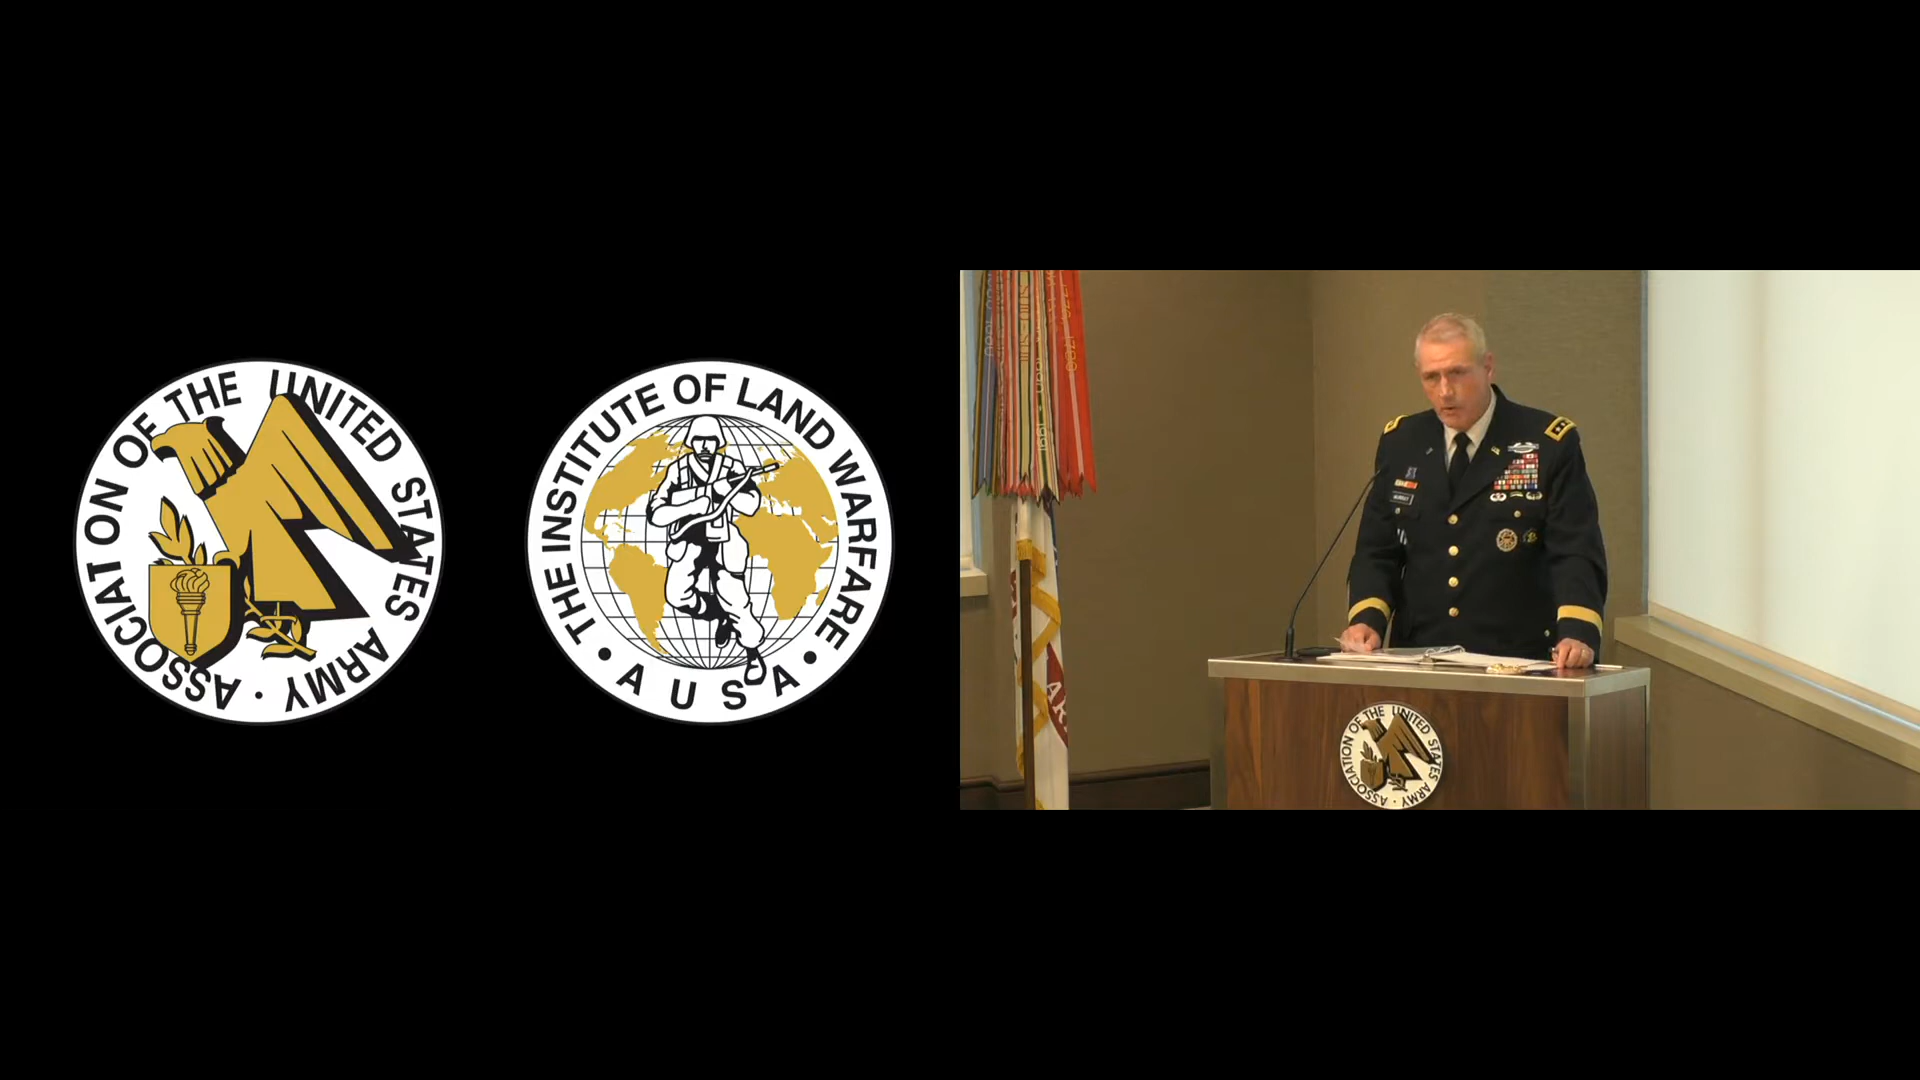 ASSOCIATION OF THE UNITED STATES ARMY ·
THE INSTITUTE OF LAND WARFARE
• AUSA •
ASSOCIATION OF THE UNITED STATES ARMY ·